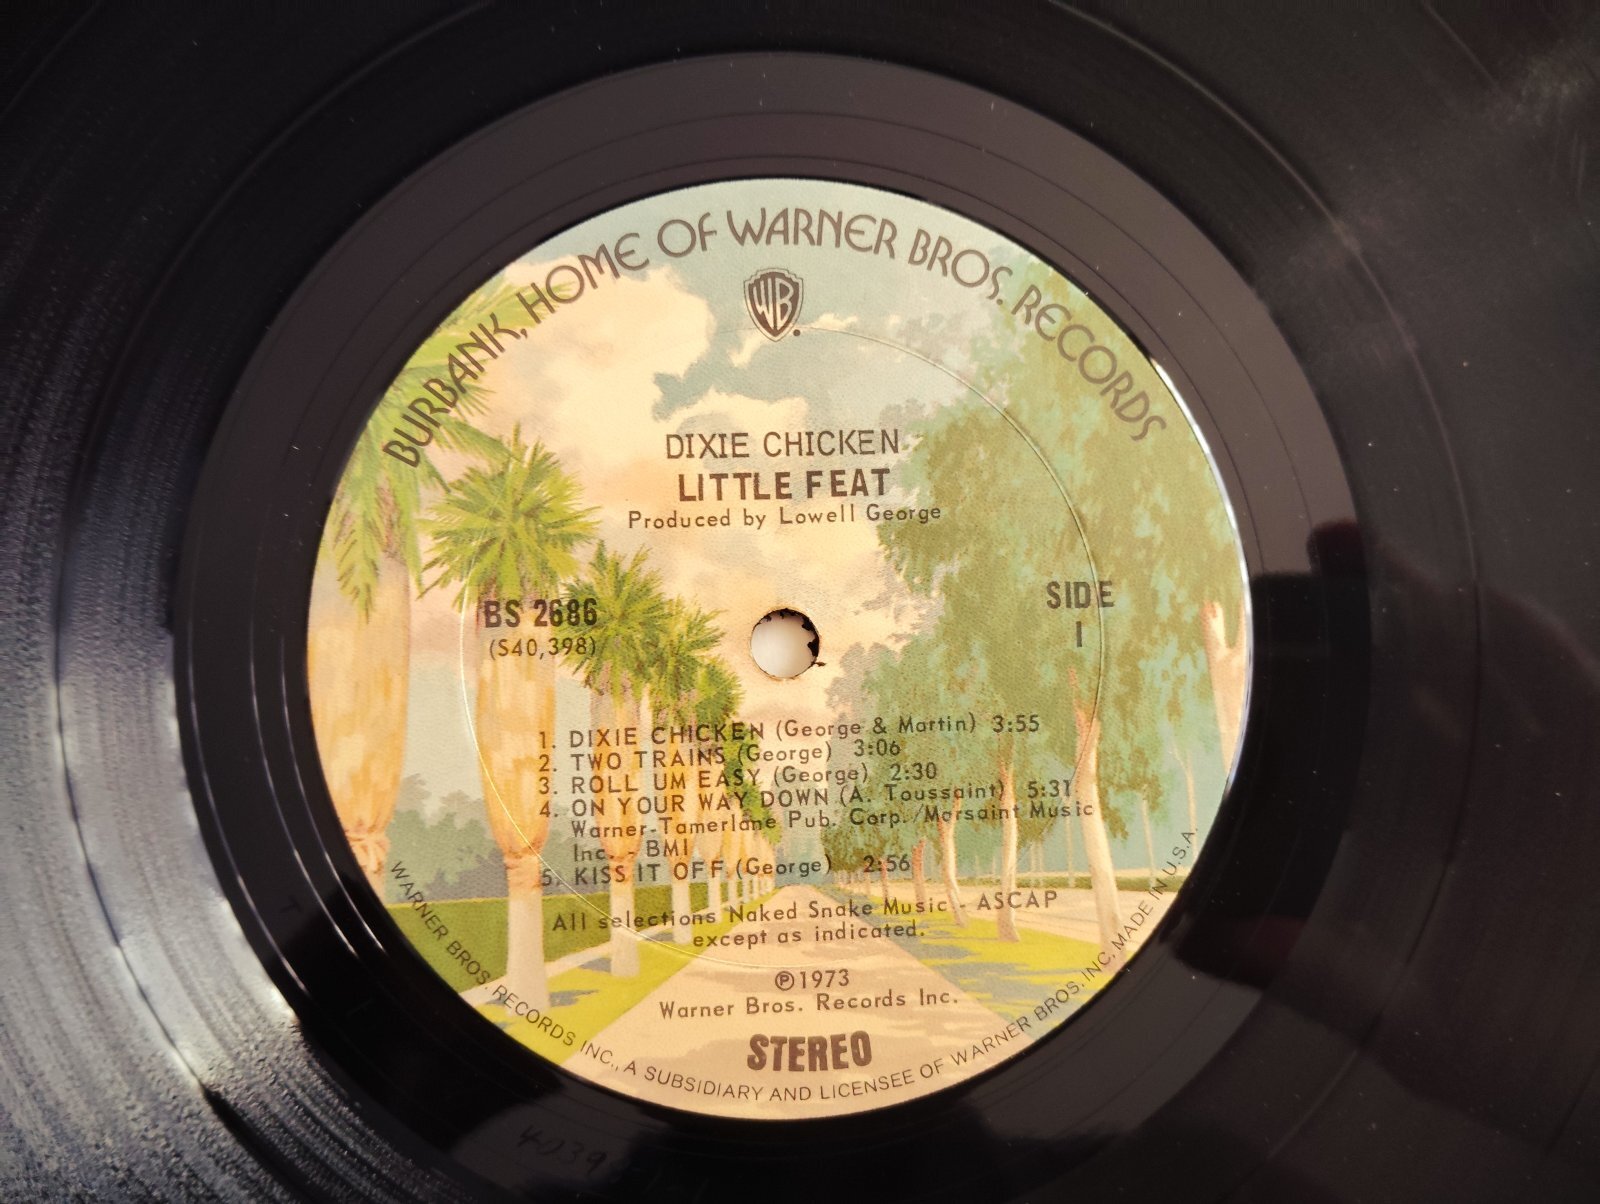 BURBANK, HOME OF WARNER BROS. RECORDS
WB
DIXIE CHICKEN
LITTLE FEAT
Produced by Lowell George
BS 2686
(S40,398)
SIDE
1
1. DIXIE CHICKEN (George & Martin) 3:55
2. TWO TRAINS (George) 3:06
3. ROLL UM EASY (George) 2:30
4. ON YOUR WAY DOWN (A. Toussaint) 5:31
Warner-Tamerlane Pub. Corp./Marsaint Music
Inc. - BMI
5. KISS IT OFF (George) 2:56
All selections Naked Snake Music - ASCAP
except as indicated.
℗1973
Warner Bros. Records Inc.
STEREO
WARNER BROS. RECORDS INC., A SUBSIDIARY AND LICENSEE OF WARNER BROS. INC. MADE IN U.S.A.
4039